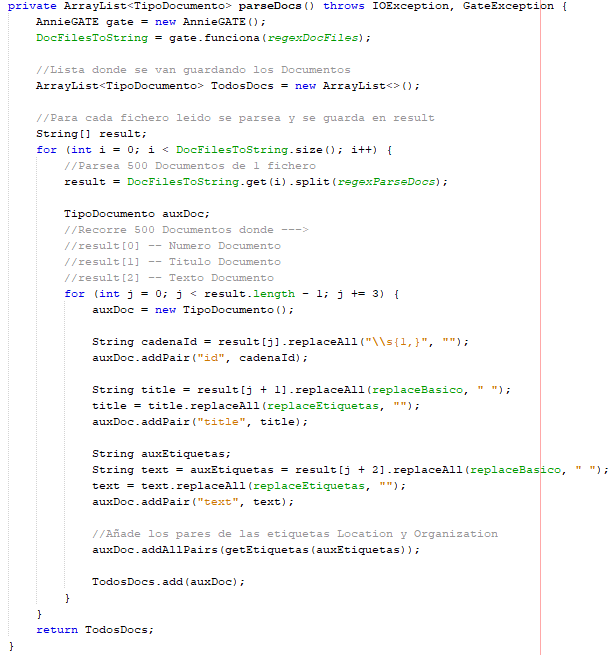 private ArrayList<TipoDocumento> parseDocs() throws IOException, GateException {
    AnnieGATE gate = new AnnieGATE();
    DocFilesToString = gate.funciona(regexDocFiles);

    //Lista donde se van guardando los Documentos
    ArrayList<TipoDocumento> TodosDocs = new ArrayList<>();

    //Para cada fichero leido se parsea y se guarda en result
    String[] result;
    for (int i = 0; i < DocFilesToString.size(); i++) {
        //Parsea 500 Documentos de 1 fichero
        result = DocFilesToString.get(i).split(regexParseDocs);

        TipoDocumento auxDoc;
        //Recorre 500 Documentos donde --->
        //result[0] -- Numero Documento
        //result[1] -- Titulo Documento
        //result[2] -- Texto Documento
        for (int j = 0; j < result.length - 1; j += 3) {
            auxDoc = new TipoDocumento();

            String cadenaId = result[j].replaceAll("\\s{1,}", "");
            auxDoc.addPair("id", cadenaId);

            String title = result[j + 1].replaceAll(replaceBasico, " ");
            title = title.replaceAll(replaceEtiquetas, "");
            auxDoc.addPair("title", title);

            String auxEtiquetas;
            String text = auxEtiquetas = result[j + 2].replaceAll(replaceBasico, " ");
            text = text.replaceAll(replaceEtiquetas, "");
            auxDoc.addPair("text", text);

            //Añade los pares de las etiquetas Location y Organization
            auxDoc.addAllPairs(getEtiquetas(auxEtiquetas));

            TodosDocs.add(auxDoc);
        }
    }
    return TodosDocs;
}